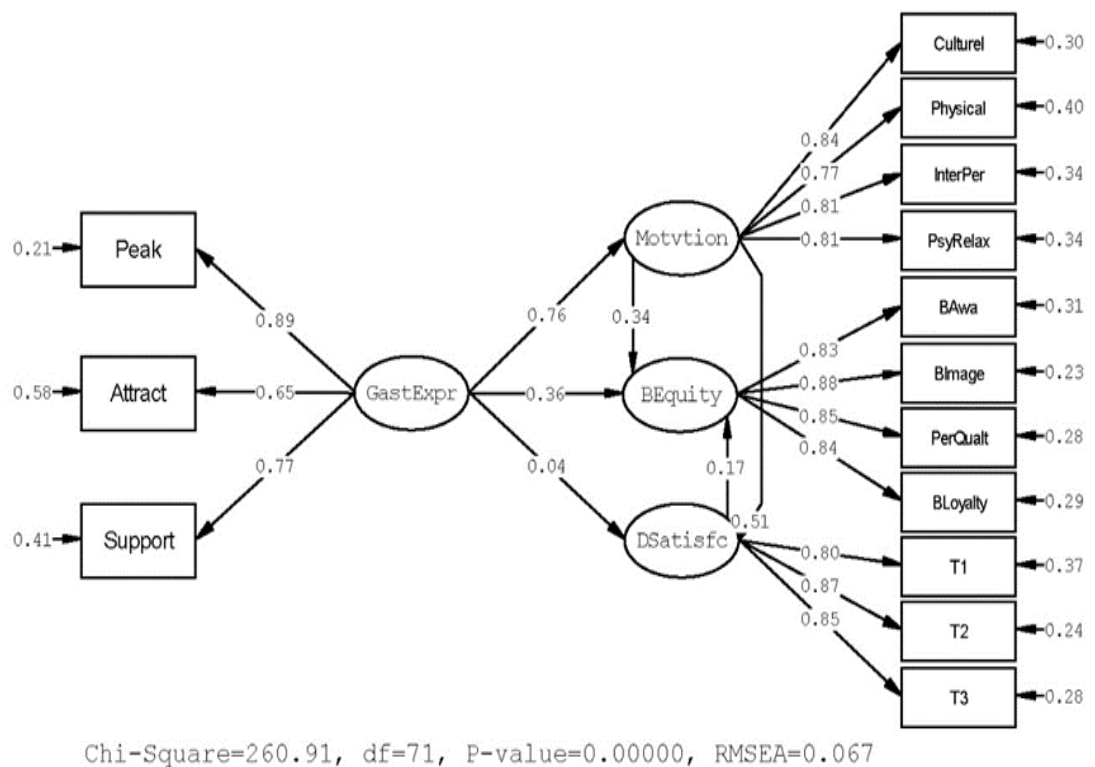 Culturel
0.30
Physical
0.40
0.84
0.77
InterPer
0.34
0.81
Motvtion
0.81
PsyRelax
0.34
0.21
Peak
BAwa
0.31
0.89
0.76
0.34
0.83
BImage
0.23
0.88
0.58
Attract
0.65
GastExpr
0.36
BEquity
0.85
PerQualt
0.28
0.84
0.77
0.04
0.17
BLoyalty
0.29
0.51
0.41
Support
DSatisfc
0.80
T1
0.37
0.87
0.85
T2
0.24
T3
0.28
Chi-Square=260.91, df=71, P-value=0.00000, RMSEA=0.067